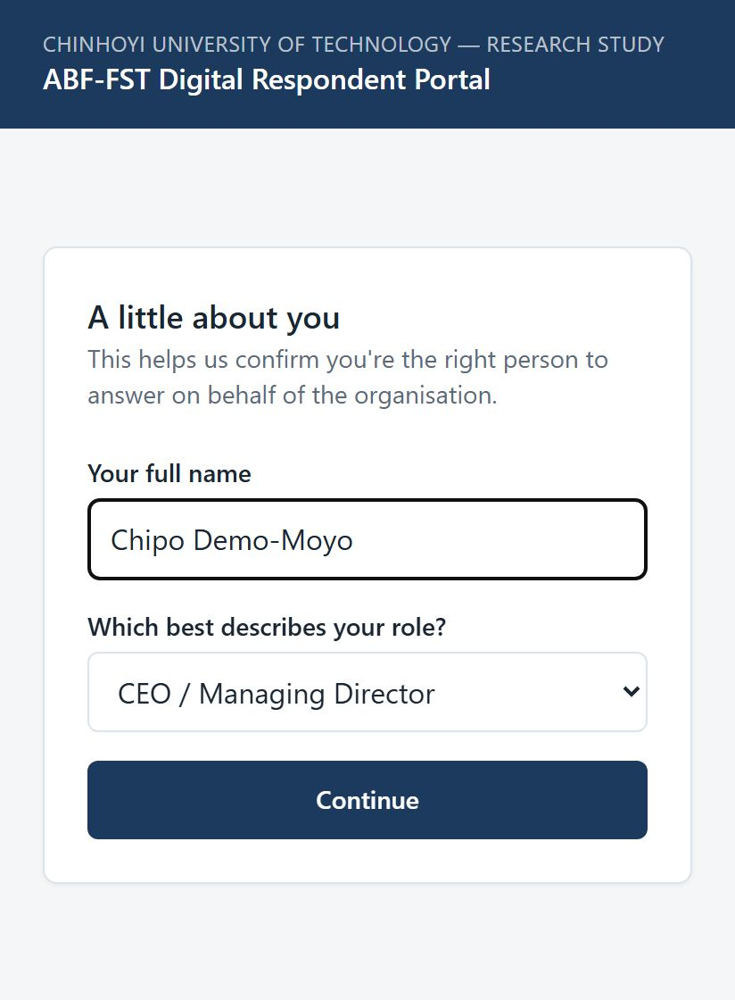 CHINHOYI UNIVERSITY OF TECHNOLOGY — RESEARCH STUDY
ABF-FST Digital Respondent Portal
A little about you
This helps us confirm you're the right person to
answer on behalf of the organisation.
Your full name
Chipo Demo-Moyo
Which best describes your role?
CEO / Managing Director
Continue